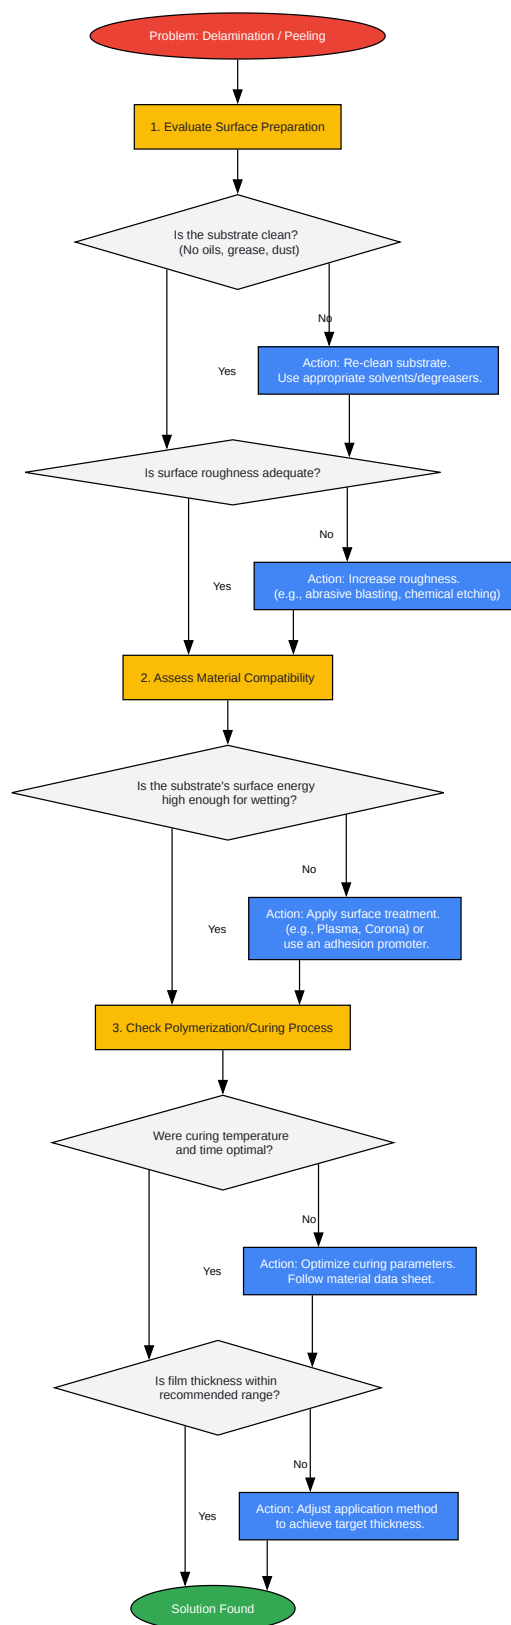 Problem: Delamination / Peeling
1. Evaluate Surface Preparation
Is the substrate clean?
(No oils, grease, dust)
No
Yes
Action: Re-clean substrate.
Use appropriate solvents/degreasers.
Is surface roughness adequate?
No
Yes
Action: Increase roughness.
(e.g., abrasive blasting, chemical etching)
2. Assess Material Compatibility
Is the substrate's surface energy
high enough for wetting?
No
Yes
Action: Apply surface treatment.
(e.g., Plasma, Corona) or
use an adhesion promoter.
3. Check Polymerization/Curing Process
Were curing temperature
and time optimal?
No
Yes
Action: Optimize curing parameters.
Follow material data sheet.
Is film thickness within
recommended range?
No
Yes
Action: Adjust application method
to achieve target thickness.
Solution Found